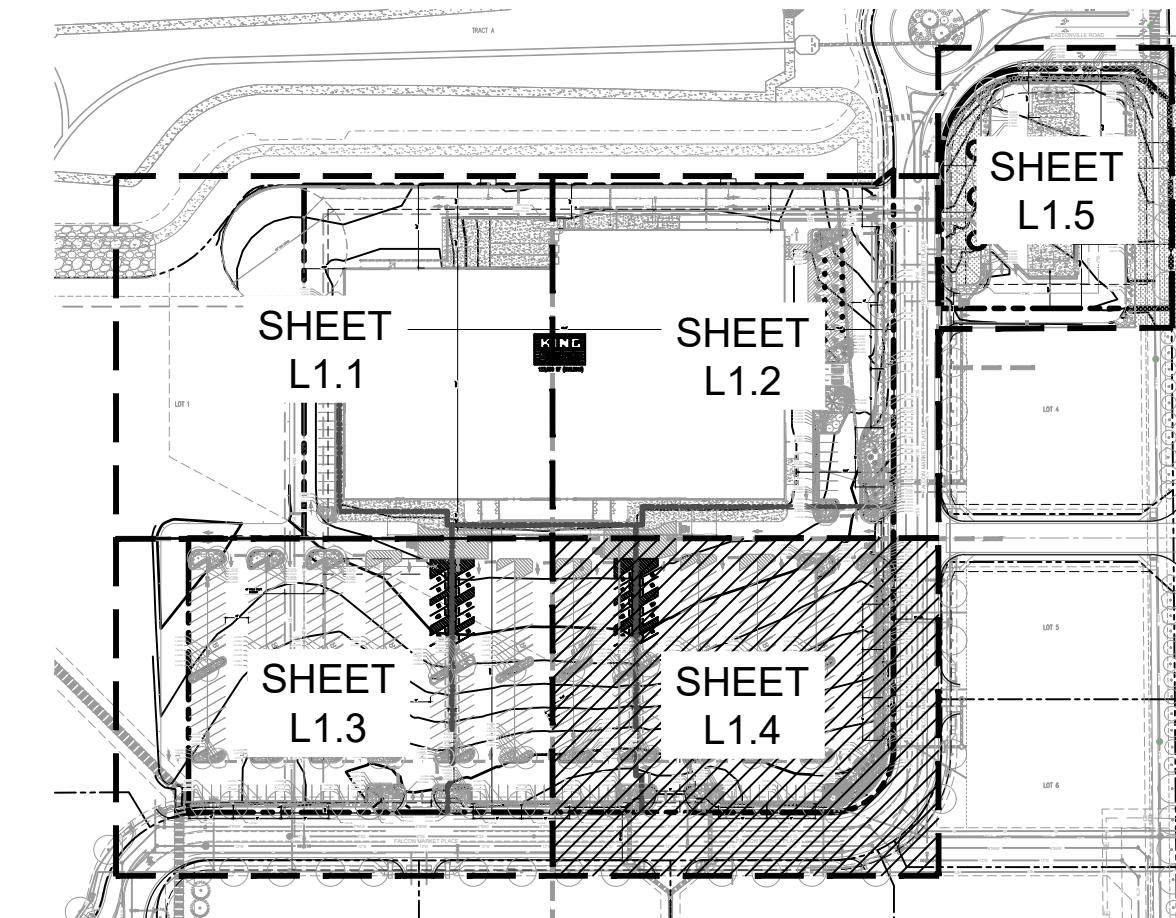 TRACT A
EASTONVILLE ROAD
SHEET
L1.5
SHEET
L1.1
SHEET
L1.2
KING
LOT 1
LOT 4
SHEET
L1.3
SHEET
L1.4
LOT 5
LOT 6
FALCON MARKET PLACE